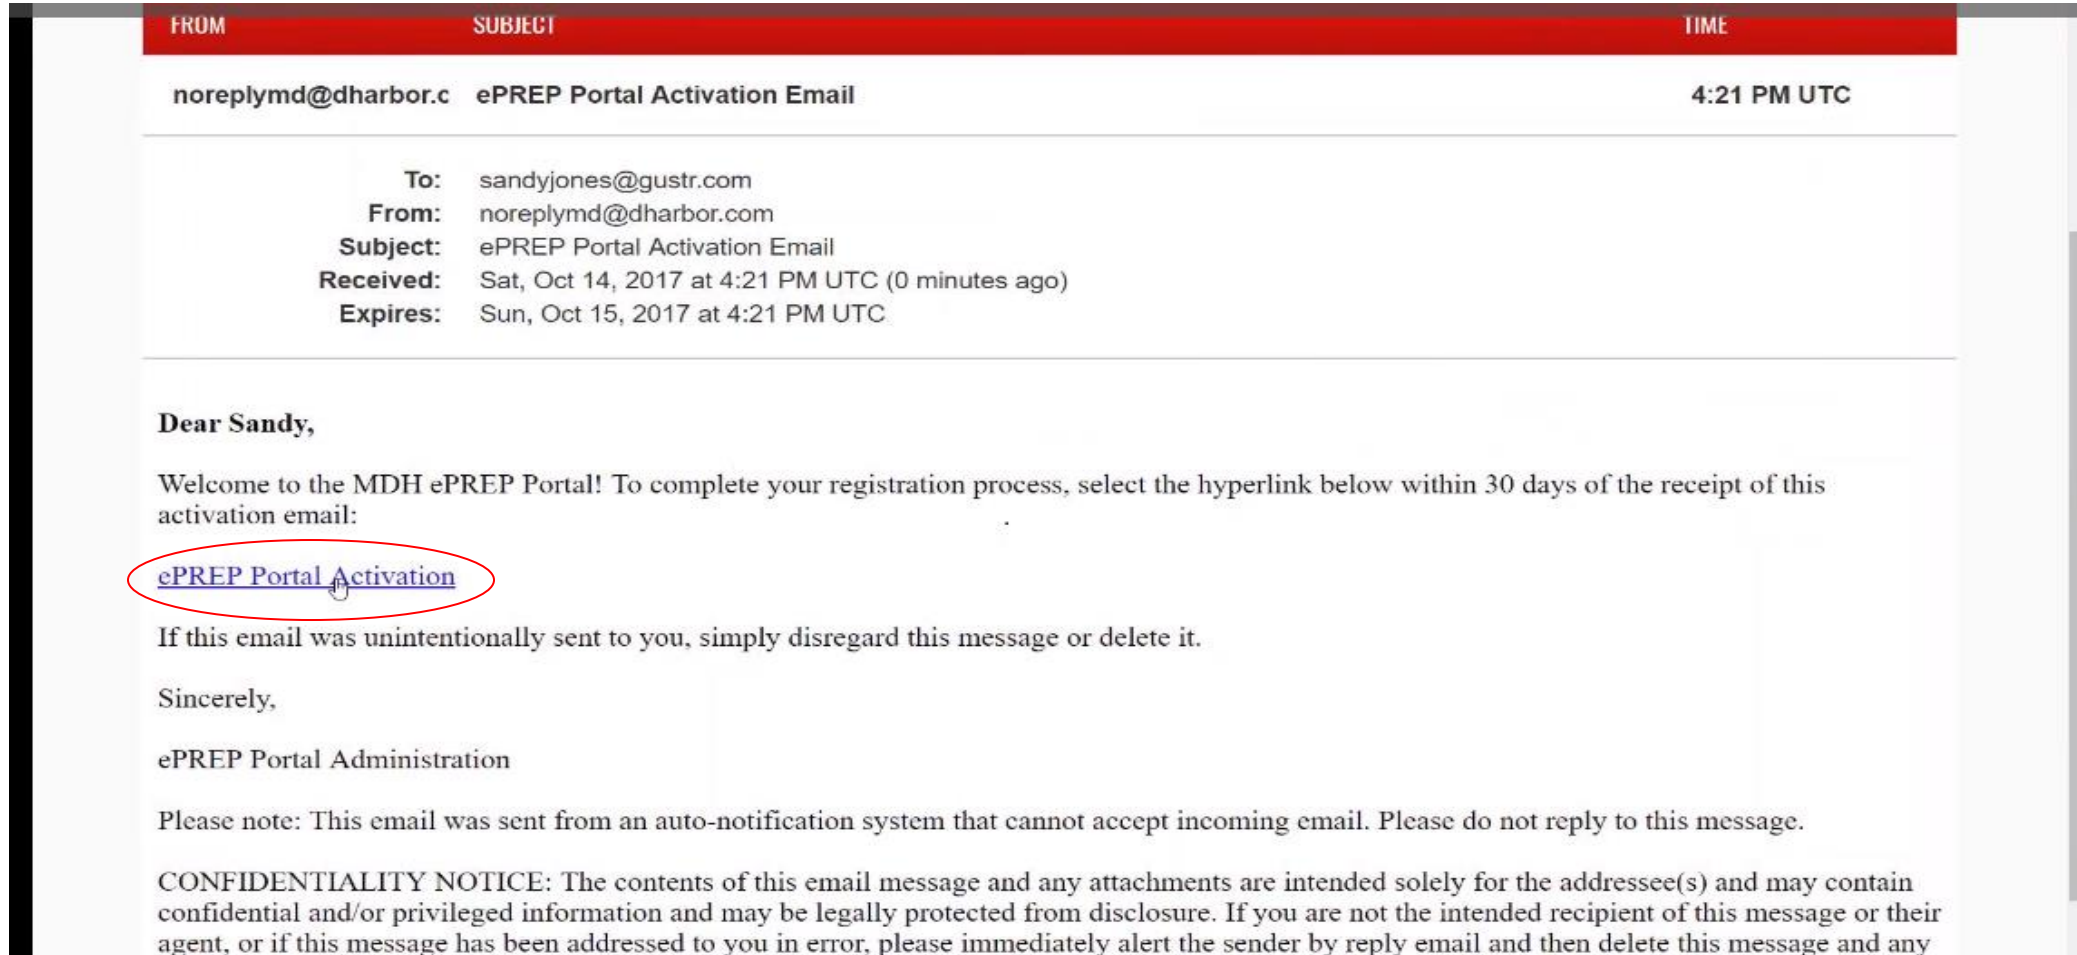 FROM SUBJECT TIME
noreplymd@dharbor.c ePREP Portal Activation Email 4:21 PM UTC
To: sandyjones@gustr.com
From: noreplymd@dharbor.com
Subject: ePREP Portal Activation Email
Received: Sat, Oct 14, 2017 at 4:21 PM UTC (0 minutes ago)
Expires: Sun, Oct 15, 2017 at 4:21 PM UTC
Dear Sandy,
Welcome to the MDH ePREP Portal! To complete your registration process, select the hyperlink below within 30 days of the receipt of this
activation email:
ePREP Portal Activation
If this email was unintentionally sent to you, simply disregard this message or delete it.
Sincerely,
ePREP Portal Administration
Please note: This email was sent from an auto-notification system that cannot accept incoming email. Please do not reply to this message.
CONFIDENTIALITY NOTICE: The contents of this email message and any attachments are intended solely for the addressee(s) and may contain
confidential and/or privileged information and may be legally protected from disclosure. If you are not the intended recipient of this message or their
agent, or if this message has been addressed to you in error, please immediately alert the sender by reply email and then delete this message and any